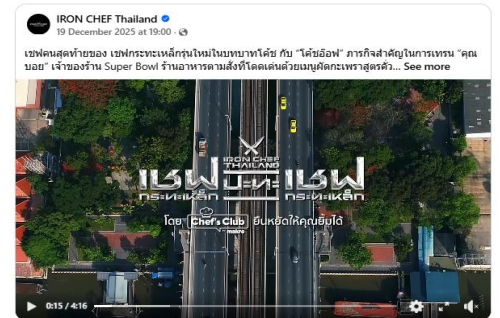 IRON CHEF Thailand
19 December 2025 at 19:00 ·
เชฟคนสุดท้ายของ เชฟกระทะเหล็กรุ่นใหม่ในบทบาทโค้ช กับ “โค้ชอ๊อฟ” ภารกิจสำคัญในการเทรน “คุณ
บอย” เจ้าของร้าน Super Bowl ร้านอาหารตามสั่งที่โดดเด่นด้วยเมนูผัดกะเพราสูตรคั่ว... See more
IRON CHEF
THAILAND
เชฟ ปะทะ เชฟ
กระทะเหล็ก กระทะเหล็ก
โดย Chef's Club ยืนหยัดให้คุณยิ้มได้
makro
0:15 / 4:16